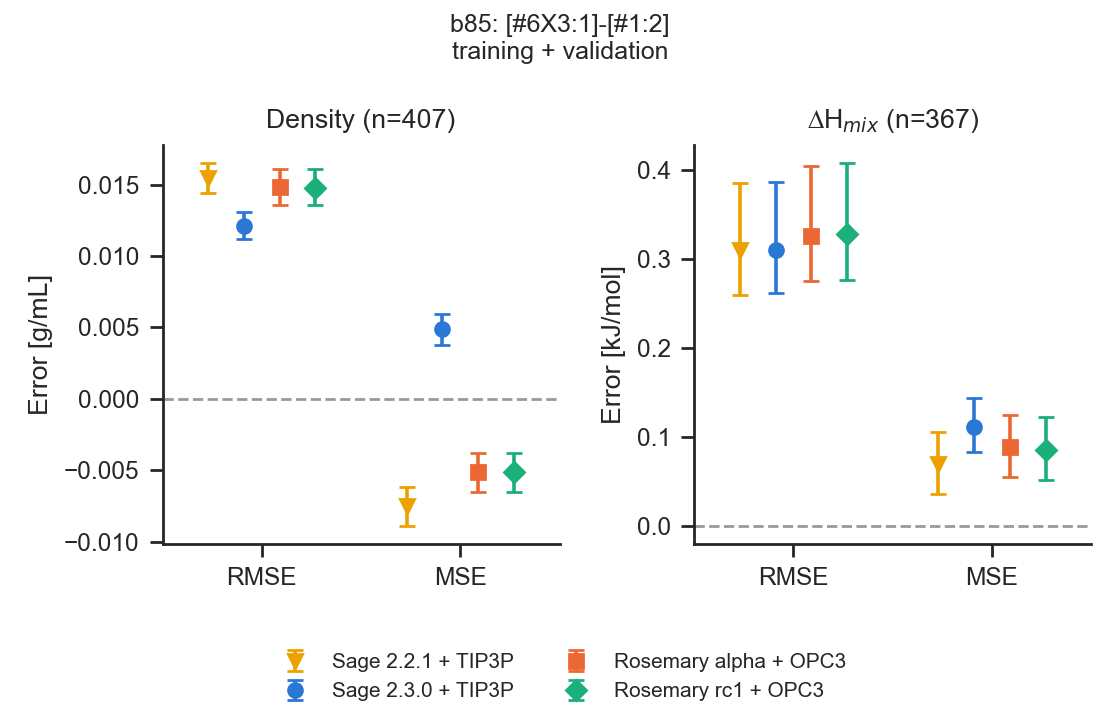 b85: [#6X3:1]-[#1:2]
training + validation
Density (n=407)
ΔH_mix (n=367)
Error [g/mL]
0.015
0.010
0.005
0.000
−0.005
−0.010
RMSE
MSE
Error [kJ/mol]
0.4
0.3
0.2
0.1
0.0
RMSE
MSE
Sage 2.2.1 + TIP3P
Sage 2.3.0 + TIP3P
Rosemary alpha + OPC3
Rosemary rc1 + OPC3